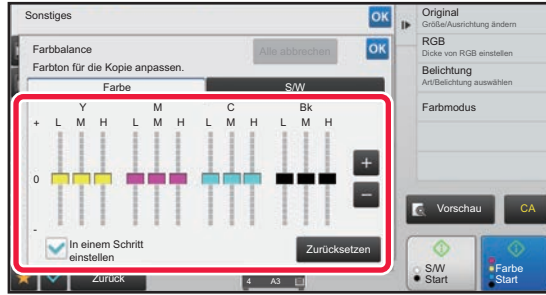 Sonstiges
OK
Farbbalance
Alle abbrechen
OK
Farbton für die Kopie anpassen.
Farbe
S/W
Y M C Bk
+ L M H L M H L M H L M H
+
0
-
-
In einem Schritt
einstellen
Zurücksetzen
Zurück
4 A3
Original
Größe/Ausrichtung ändern
RGB
Dicke von RGB einstellen
Belichtung
Art/Belichtung auswählen
Farbmodus
Vorschau
CA
S/W
Start
Farbe
Start